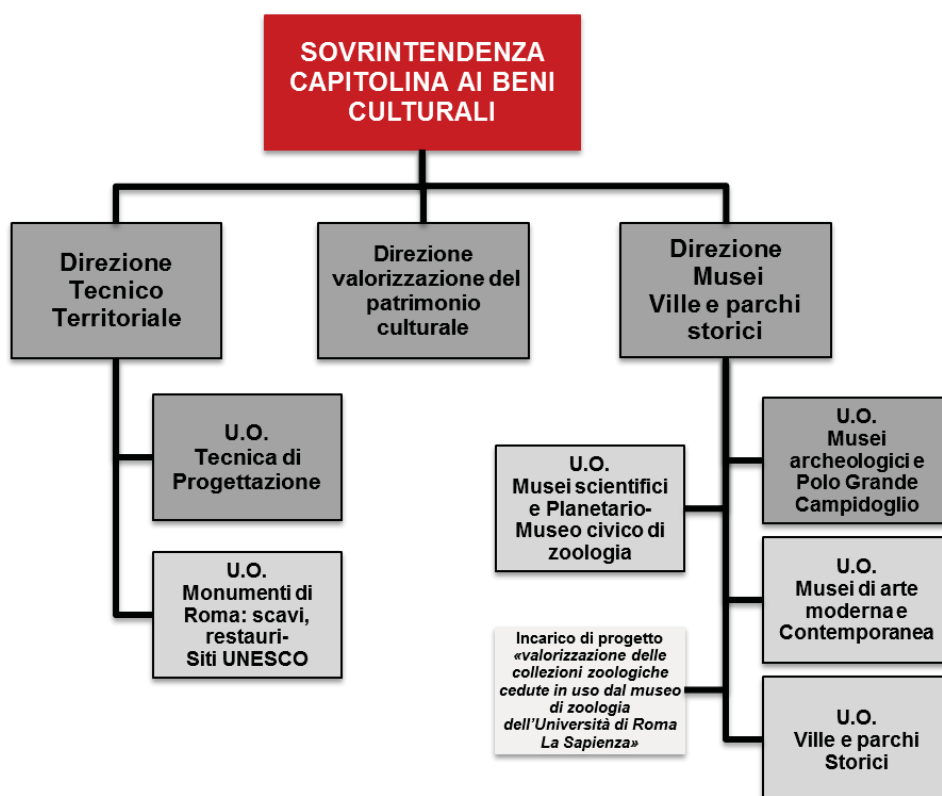 SOVRINTENDENZA
CAPITOLINA AI BENI
CULTURALI
Direzione
Tecnico
Territoriale
Direzione
valorizzazione del
patrimonio
culturale
Direzione
Musei
Ville e parchi
storici
U.O.
Tecnica di
Progettazione
U.O.
Monumenti di
Roma: scavi,
restauri-
Siti UNESCO
U.O.
Musei scientifici
e Planetario-
Museo civico di
zoologia
Incarico di progetto
«valorizzazione delle
collezioni zoologiche
cedute in uso dal museo
di zoologia
dell'Università di Roma
La Sapienza»
U.O.
Musei
archeologici e
Polo Grande
Campidoglio
U.O.
Musei di arte
moderna e
Contemporanea
U.O.
Ville e parchi
Storici